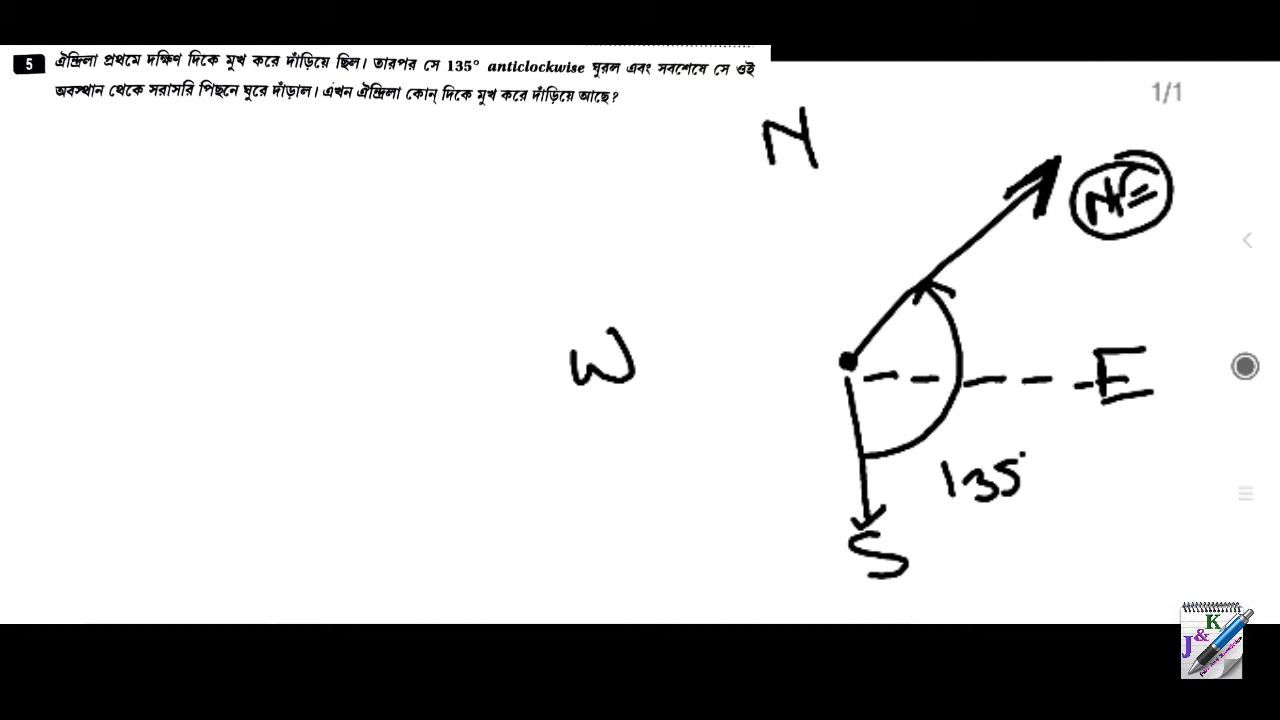 5 ঐন্দ্রিলা প্রথমে দক্ষিণ দিকে মুখ করে দাঁড়িয়ে ছিল। তারপর সে 135° anticlockwise ঘুরল এবং সবশেষে সে ওই
অবস্থান থেকে সরাসরি পিছনে ঘুরে দাঁড়াল। এখন ঐন্দ্রিলা কোন্ দিকে মুখ করে দাঁড়িয়ে আছে?
1/1
N
NE
W
E
135°
S
J&K